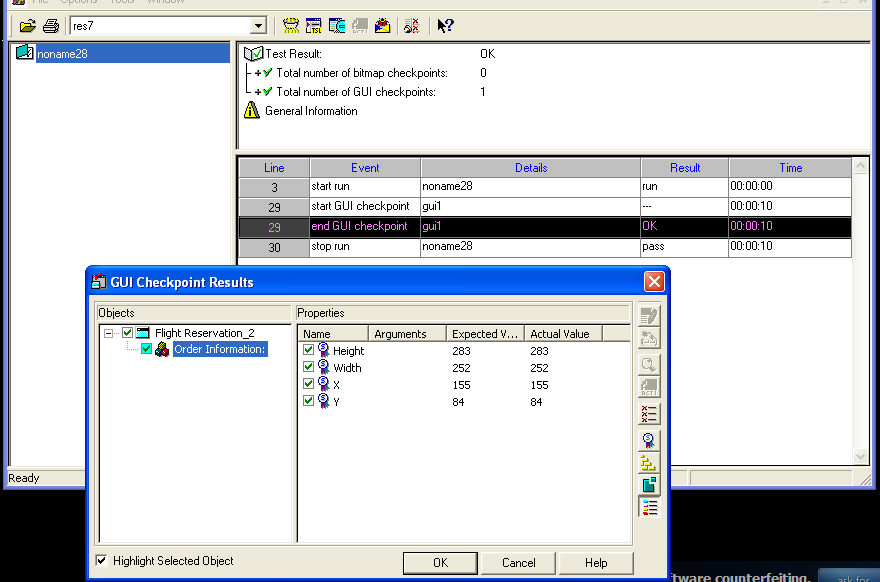 File Options Tools Window
res7
noname28
Test Result: OK
Total number of bitmap checkpoints: 0
Total number of GUI checkpoints: 1
General Information
Line Event Details Result Time
3 start run noname28 run 00:00:00
29 start GUI checkpoint gui1 --- 00:00:10
29 end GUI checkpoint gui1 OK 00:00:10
30 stop run noname28 pass 00:00:10
GUI Checkpoint Results
Objects
Flight Reservation_2
Order Information:
Properties
Name Arguments Expected V... Actual Value
Height 283 283
Width 252 252
X 155 155
Y 84 84
Highlight Selected Object
OK Cancel Help
Ready
ftware counterfeiting.
ask for